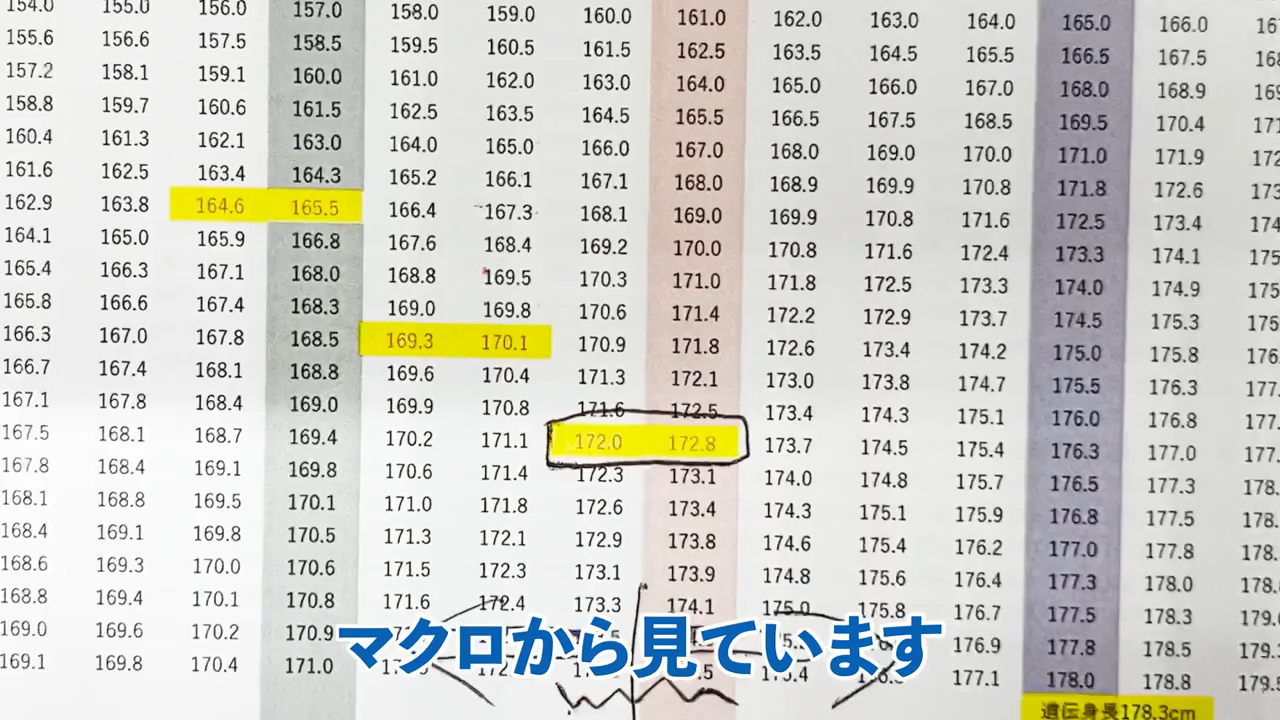 154.0 155.0 156.0 157.0 158.0 159.0 160.0 161.0 162.0 163.0 164.0 165.0 166.0
155.6 156.6 157.5 158.5 159.5 160.5 161.5 162.5 163.5 164.5 165.5 166.5 167.5
157.2 158.1 159.1 160.0 161.0 162.0 163.0 164.0 165.0 166.0 167.0 168.0 168.9
158.8 159.7 160.6 161.5 162.5 163.5 164.5 165.5 166.5 167.5 168.5 169.5 170.4
160.4 161.3 162.1 163.0 164.0 165.0 166.0 167.0 168.0 169.0 170.0 171.0 171.9
161.6 162.5 163.4 164.3 165.2 166.1 167.1 168.0 168.9 169.9 170.8 171.8 172.6
162.9 163.8 164.6 165.5 166.4 167.3 168.1 169.0 169.9 170.8 171.6 172.5 173.4
164.1 165.0 165.9 166.8 167.6 168.4 169.2 170.0 170.8 171.6 172.4 173.3 174.1
165.4 166.3 167.1 168.0 168.8 169.5 170.3 171.0 171.8 172.5 173.3 174.0 174.9
165.8 166.6 167.4 168.3 169.0 169.8 170.6 171.4 172.2 172.9 173.7 174.5 175.3
166.3 167.0 167.8 168.5 169.3 170.1 170.9 171.8 172.6 173.4 174.2 175.0 175.8
166.7 167.4 168.1 168.8 169.6 170.4 171.3 172.1 173.0 173.8 174.7 175.5 176.3
167.1 167.8 168.4 169.0 169.9 170.8 171.6 172.5 173.4 174.3 175.1 176.0 176.8
167.5 168.1 168.7 169.4 170.2 171.1 172.0 172.8 173.7 174.5 175.4 176.3 177.0
167.8 168.4 169.1 169.8 170.6 171.4 172.3 173.1 174.0 174.8 175.7 176.5 177.3
168.1 168.8 169.5 170.1 171.0 171.8 172.6 173.4 174.3 175.1 175.9 176.8 177.5
168.4 169.1 169.8 170.5 171.3 172.1 172.9 173.8 174.6 175.4 176.2 177.0 177.8
168.6 169.3 170.0 170.6 171.5 172.3 173.1 173.9 174.8 175.6 176.4 177.3 178.0
168.8 169.4 170.1 170.8 171.6 172.4 173.3 174.1 175.0 175.8 176.7 177.5 178.3
169.0 169.6 170.2 170.9 176.9 177.8 178.5
169.1 169.8 170.4 171.0 177.1 178.0 178.8
マクロから見ています
遺伝身長178.3cm